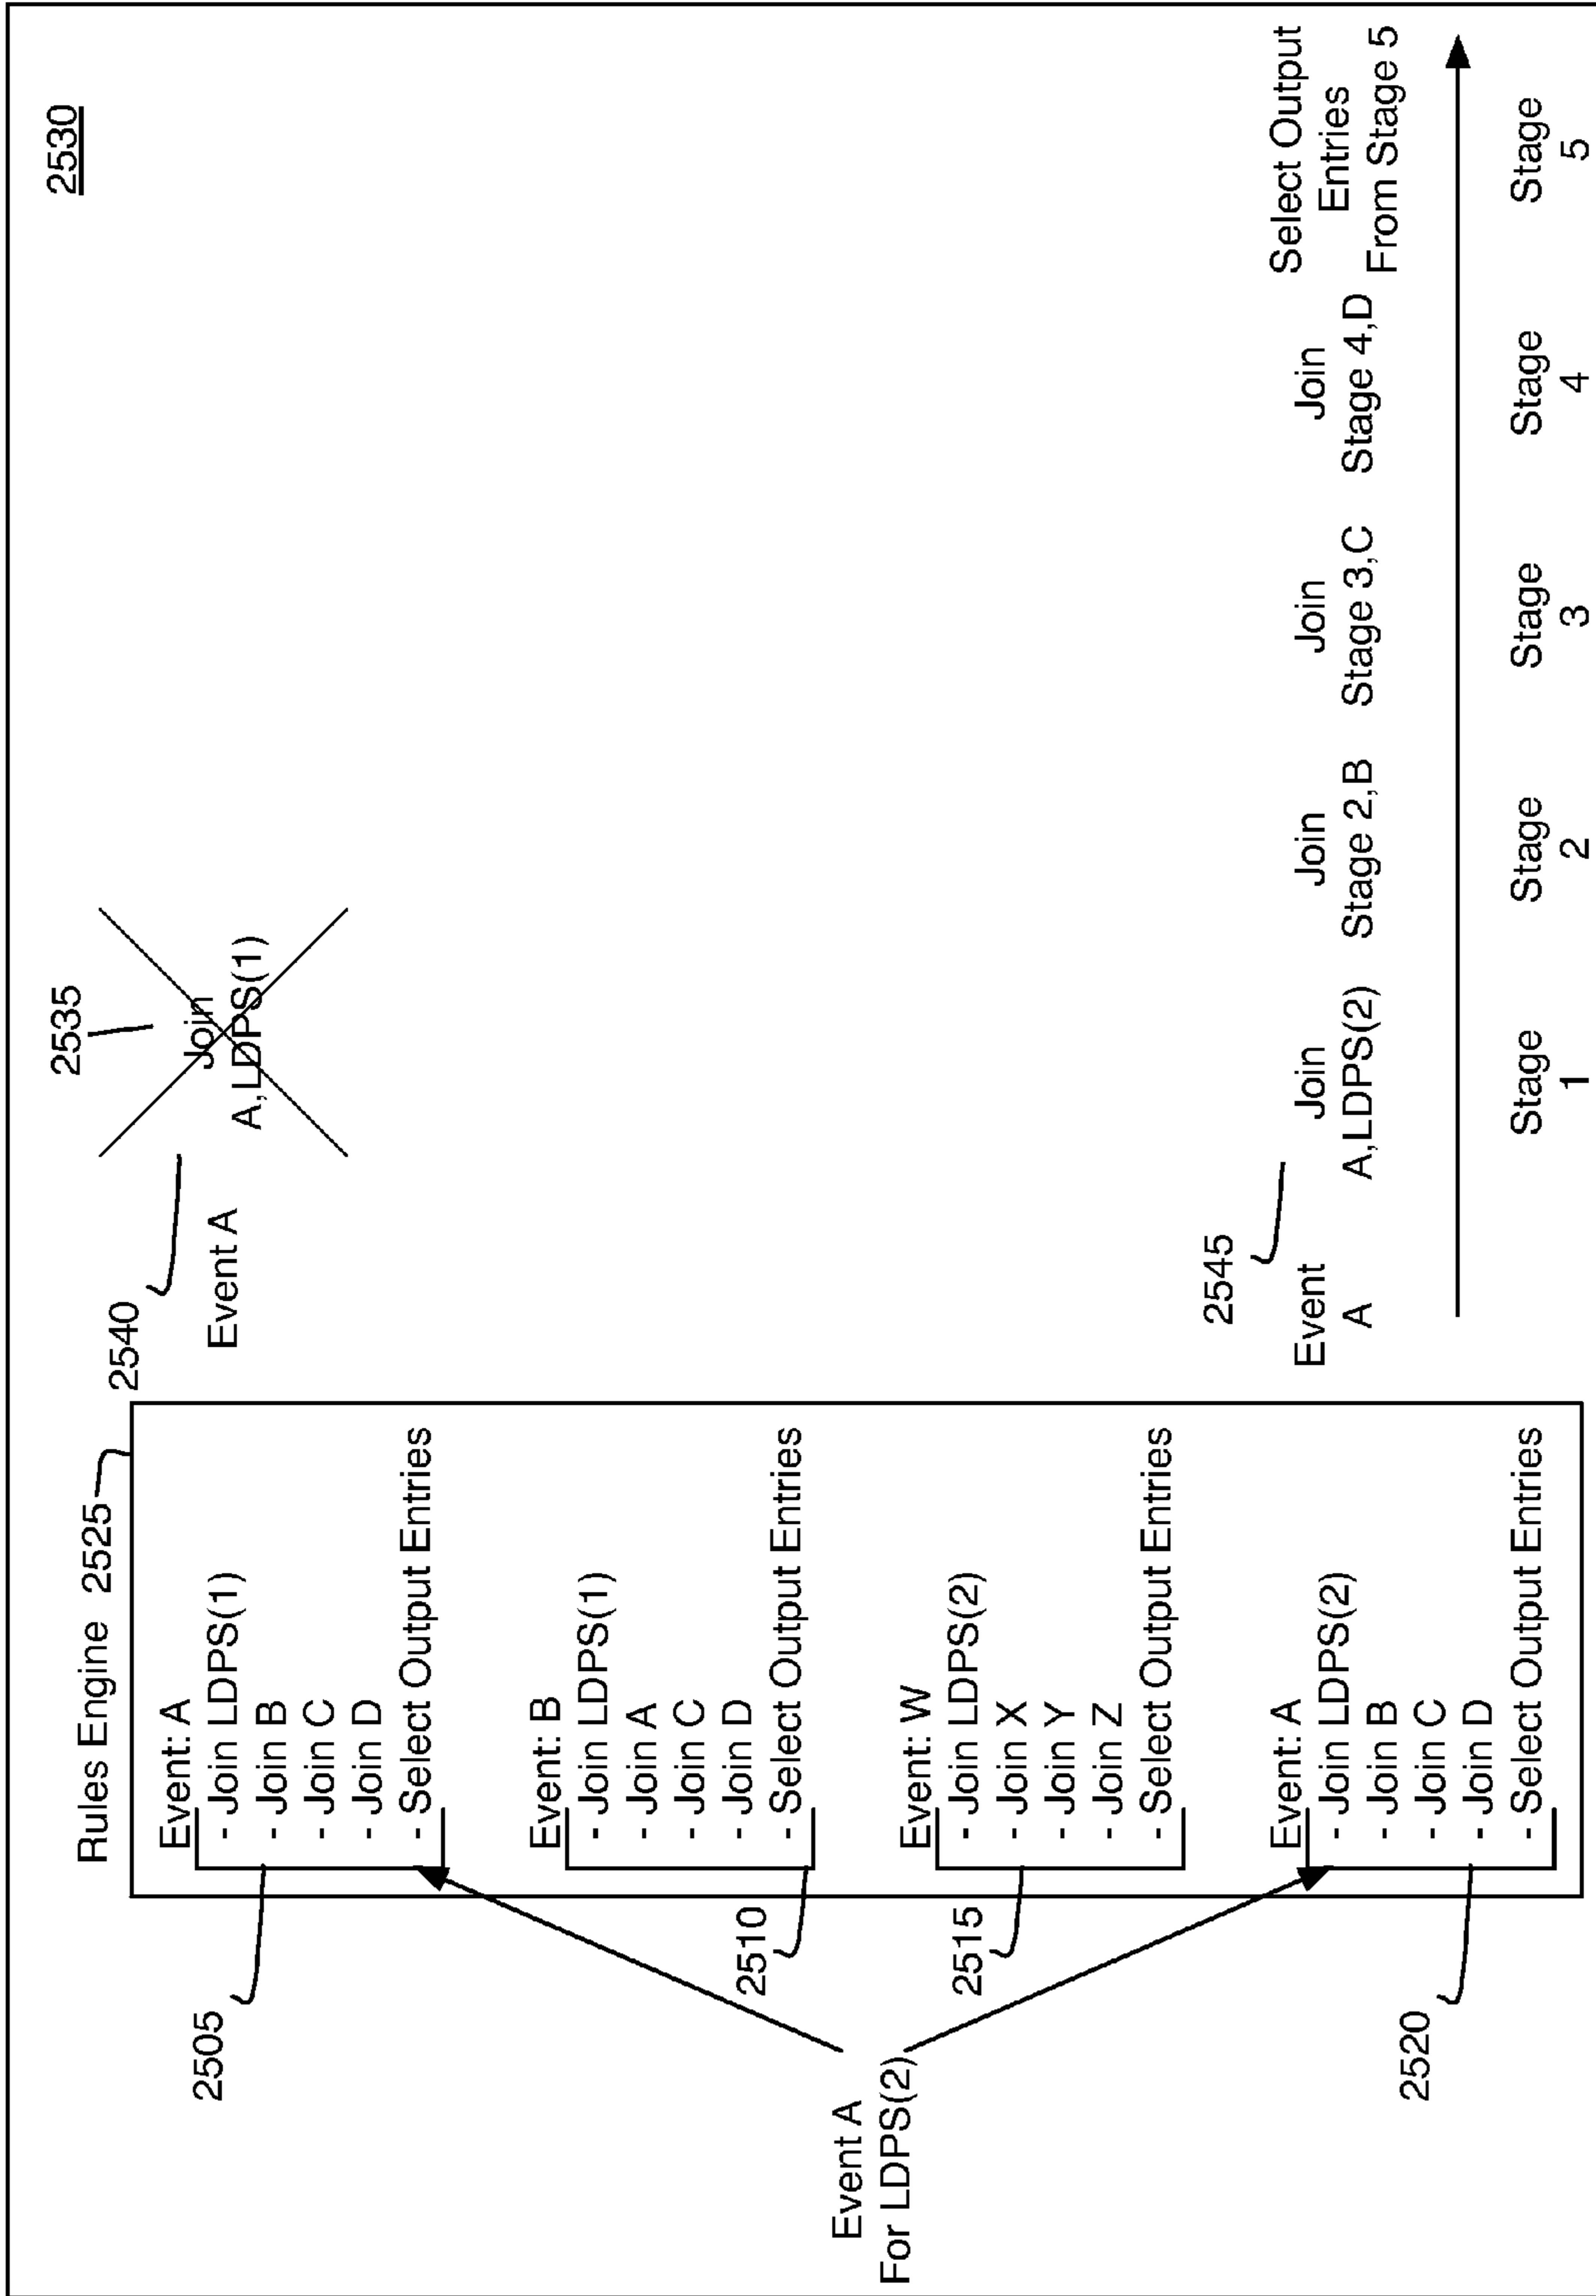 2530
Rules Engine 2525
Event: A
- Join LDPS(1)
- Join B
- Join C
- Join D
- Select Output Entries
Event: B
- Join LDPS(1)
- Join A
- Join C
- Join D
- Select Output Entries
Event: W
- Join LDPS(2)
- Join X
- Join Y
- Join Z
- Select Output Entries
Event: A
- Join LDPS(2)
- Join B
- Join C
- Join D
- Select Output Entries
2505
2510
2515
2520
Event A
For LDPS(2)
2540
Event A
2535
Join
A,LDPS(1)
2545
Event
A
Join
A,LDPS(2)
Join
Stage 2,B
Join
Stage 3,C
Join
Stage 4,D
Select Output
Entries
From Stage 5
Stage
1
Stage
2
Stage
3
Stage
4
Stage
5